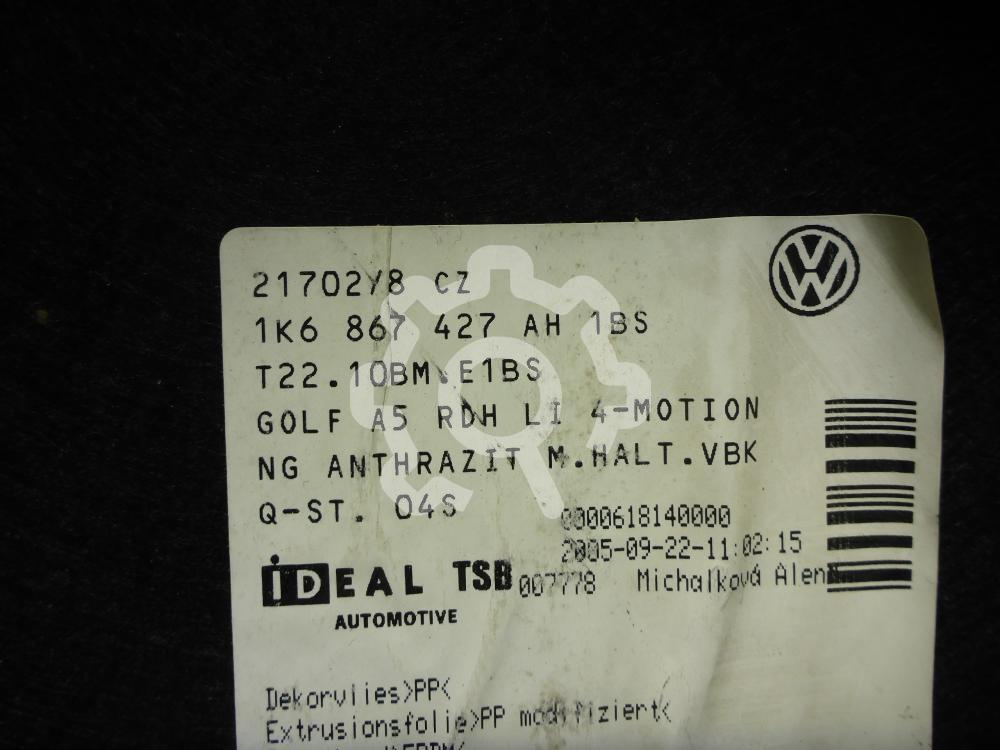 21702Y8 CZ
1K6 867 427 AH 1BS
T22.10BM.E1BS
GOLF A5 RDH LI 4-MOTION
NG ANTHRAZIT M.HALT.VBK
Q-ST. 04S
0000618140000
2005-09-22-11:02:15
iDEAL TSB 007778 Michalková Alen
AUTOMOTIVE
Dekorvlies>PP<
Extrusionsfolie>PP modifiziert<